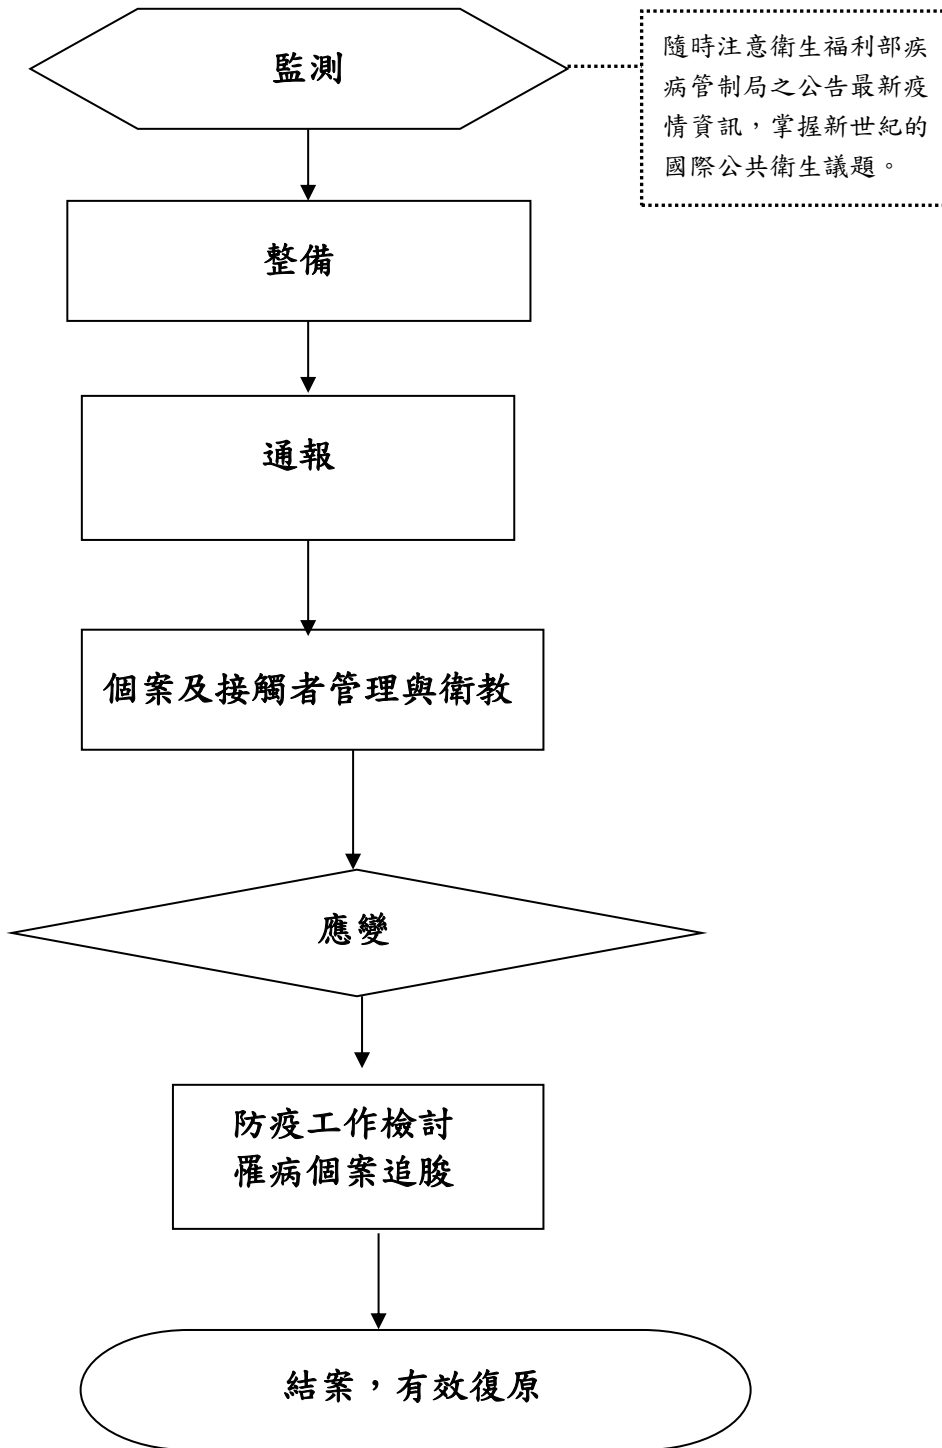 監測
隨時注意衛生福利部疾
病管制局之公告最新疫
情資訊，掌握新世紀的
國際公共衛生議題。
整備
通報
個案及接觸者管理與衛教
應變
防疫工作檢討
罹病個案追脧
結案，有效復原